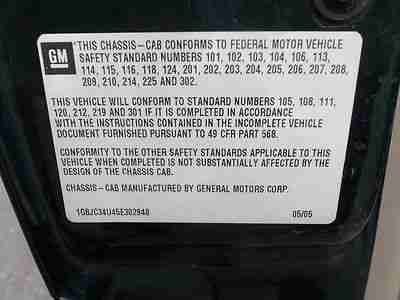 GM
THIS CHASSIS-CAB CONFORMS TO FEDERAL MOTOR VEHICLE
SAFETY STANDARD NUMBERS 101, 102, 103, 104, 106, 113,
114, 115, 116, 118, 124, 201, 202, 203, 204, 205, 206, 207, 208,
209, 210, 214, 225 AND 302.
THIS VEHICLE WILL CONFORM TO STANDARD NUMBERS 105, 108, 111,
120, 212, 219 AND 301 IF IT IS COMPLETED IN ACCORDANCE
WITH THE INSTRUCTIONS CONTAINED IN THE INCOMPLETE VEHICLE
DOCUMENT FURNISHED PURSUANT TO 49 CFR PART 568.
CONFORMITY TO THE OTHER SAFETY STANDARDS APPLICABLE TO THIS
VEHICLE WHEN COMPLETED IS NOT SUBSTANTIALLY AFFECTED BY THE
DESIGN OF THE CHASSIS CAB.
CHASSIS-CAB MANUFACTURED BY GENERAL MOTORS CORP.
1GBJC34U45E302948 05/05